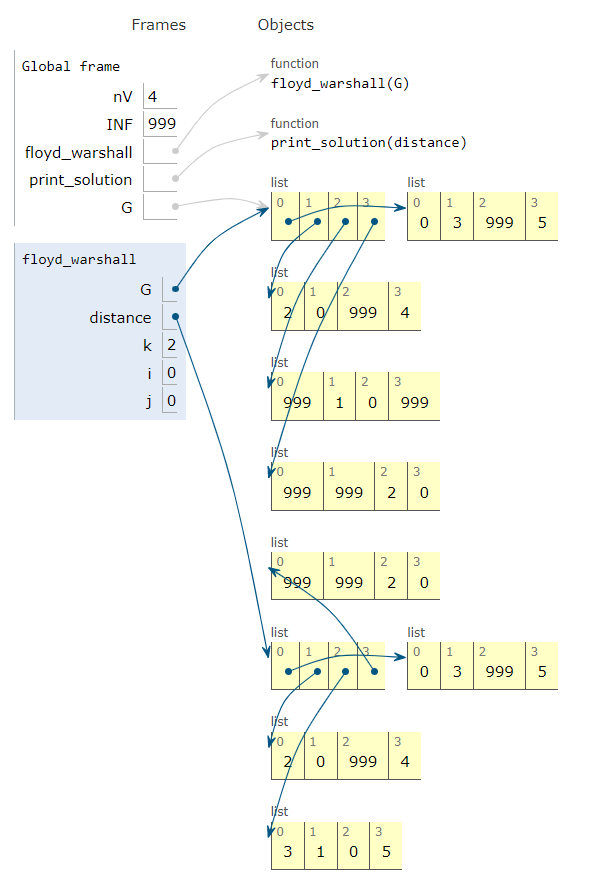 Frames Objects
Global frame
nV 4
INF 999
floyd_warshall
print_solution
G
function
floyd_warshall(G)
function
print_solution(distance)
list
0 1 2 3
list
0 1 2 3
0 3 999 5
floyd_warshall
G
distance
k 2
i 0
j 0
list
0 1 2 3
2 0 999 4
list
0 1 2 3
999 1 0 999
list
0 1 2 3
999 999 2 0
list
0 1 2 3
999 999 2 0
list
0 1 2 3
list
0 1 2 3
0 3 999 5
list
0 1 2 3
2 0 999 4
list
0 1 2 3
3 1 0 5